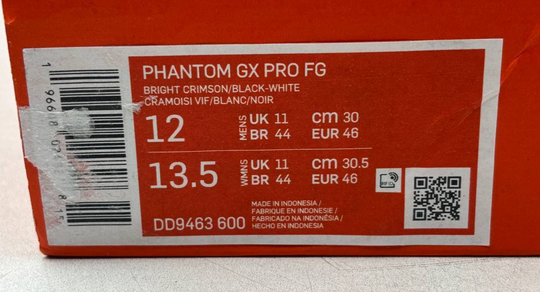 PHANTOM GX PRO FG
BRIGHT CRIMSON/BLACK-WHITE
CRAMOISI VIF/BLANC/NOIR
12 MENS UK 11 cm 30
BR 44 EUR 46
13.5 WMNS UK 11 cm 30.5
BR 44 EUR 46
DD9463 600
MADE IN INDONESIA /
FABRIQUE EN INDONESIE /
FABRICADO NA INDONÉSIA /
HECHO EN INDONESIA